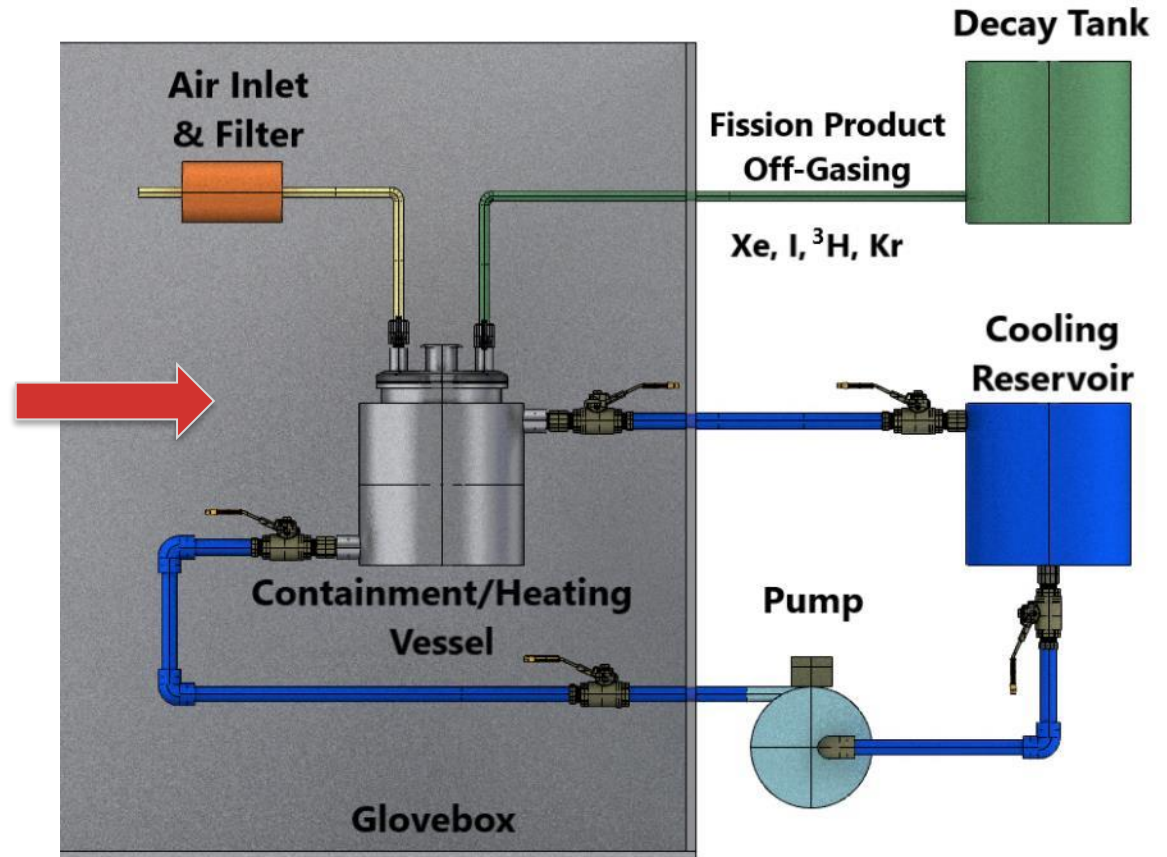 Decay Tank
Air Inlet
& Filter
Fission Product
Off-Gasing
Xe, I, ³H, Kr
Cooling
Reservoir
Containment/Heating
Vessel
Pump
Glovebox